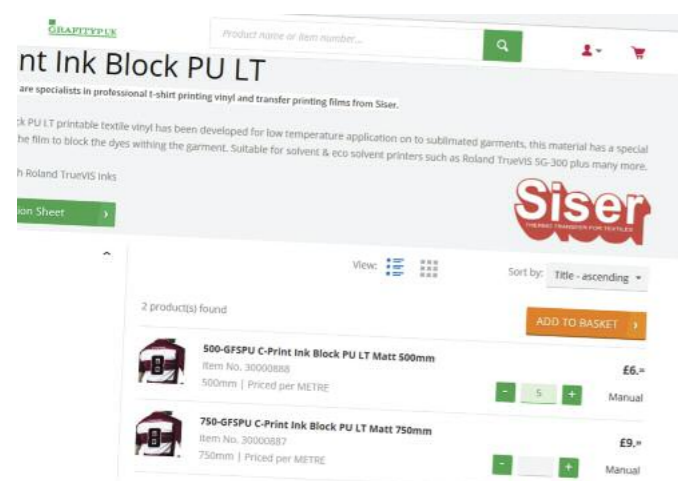 GRAFITYPUK
Product name or item number...
nt Ink Block PU LT
are specialists in professional t-shirt printing vinyl and transfer printing films from Siser.
ck PU LT printable textile vinyl has been developed for low temperature application on to sublimated garments, this material has a special
he film to block the dyes withing the garment. Suitable for solvent & eco solvent printers such as Roland TrueVIS SG-300 plus many more.
h Roland TrueVIS Inks
ion Sheet
Siser
THERMO TRANSFER FOR TEXTILES
View:
Sort by: Title - ascending
2 product(s) found
ADD TO BASKET
500-GFSPU C-Print Ink Block PU LT Matt 500mm
£6.
Item No. 30000888
500mm | Priced per METRE
- 5 +
Manual
750-GFSPU C-Print Ink Block PU LT Matt 750mm
£9.
Item No. 30000887
750mm | Priced per METRE
- +
Manual